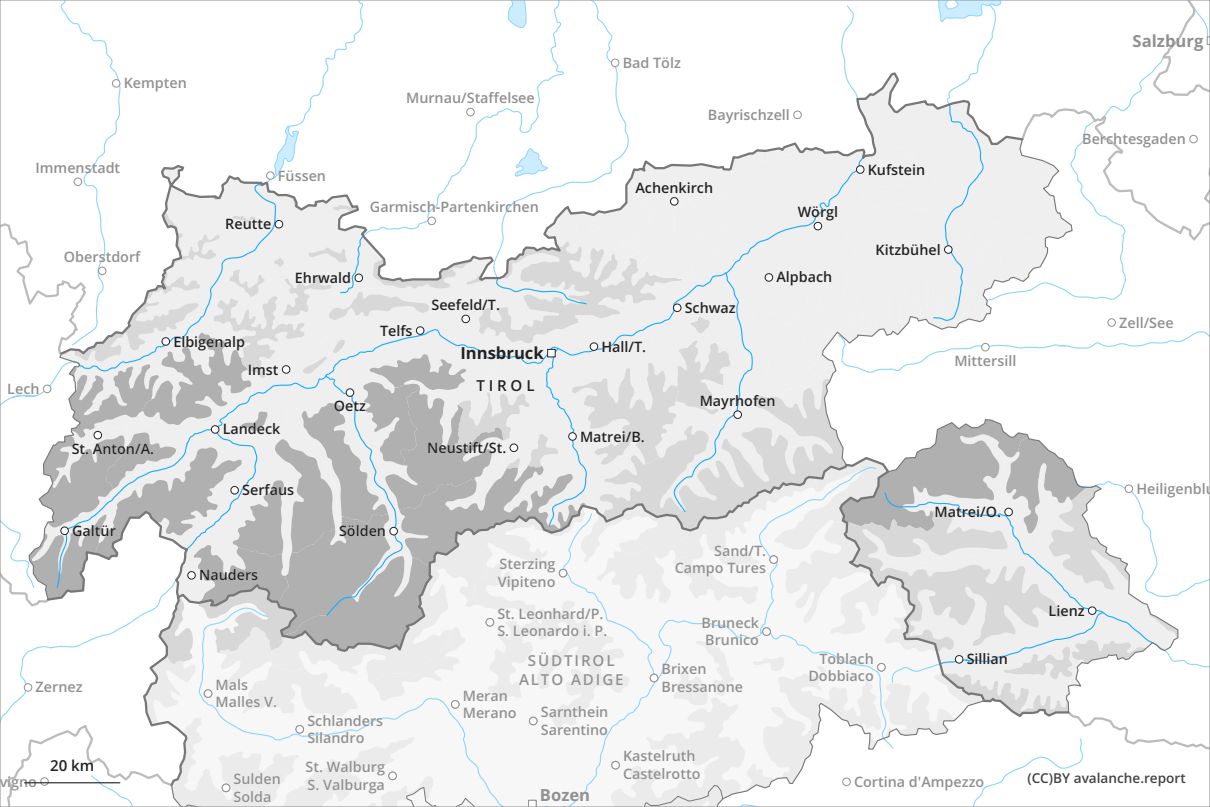 Salzburg
Bad Tölz
Kempten
Murnau/Staffelsee
Bayrischzell
Berchtesgaden
Immenstadt
Füssen
Kufstein
Achenkirch
Garmisch-Partenkirchen
Wörgl
Reutte
Kitzbühel
Oberstdorf
Ehrwald
Alpbach
Seefeld/T.
Schwaz
Zell/See
Telfs
Elbigenalp
Innsbruck
Hall/T.
Mittersill
Imst
TIROL
Lech
Oetz
Mayrhofen
Landeck
Matrei/B.
St. Anton/A.
Neustift/St.
Serfaus
Heiligenblu
Matrei/O.
Galtür
Sölden
Sand/T.
Campo Tures
Sterzing
Vipiteno
Nauders
Lienz
St. Leonhard/P.
S. Leonardo i. P.
Bruneck
Brunico
SÜDTIROL
ALTO ADIGE
Toblach
Dobbiaco
Sillian
Brixen
Bressanone
Zernez
Mals
Malles V.
Meran
Merano
Sarnthein
Sarentino
Schlanders
Silandro
Kastelruth
Castelrotto
St. Walburg
S. Valburga
20 km
vigno
Sulden
Solda
Cortina d'Ampezzo
(CC)BY avalanche.report
Bozen